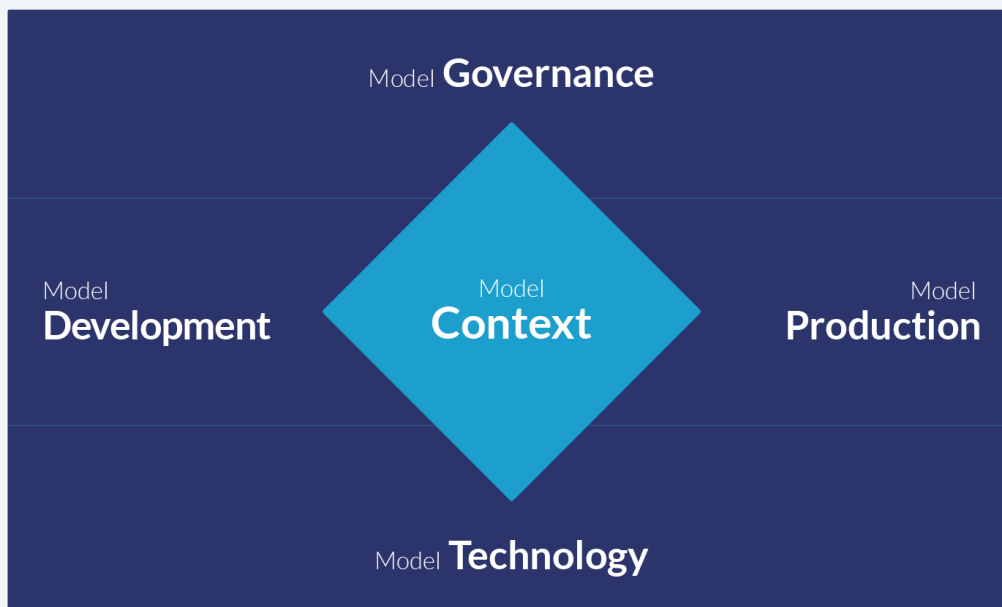 Model Governance
Model
Development
Model
Context
Model
Production
Model Technology